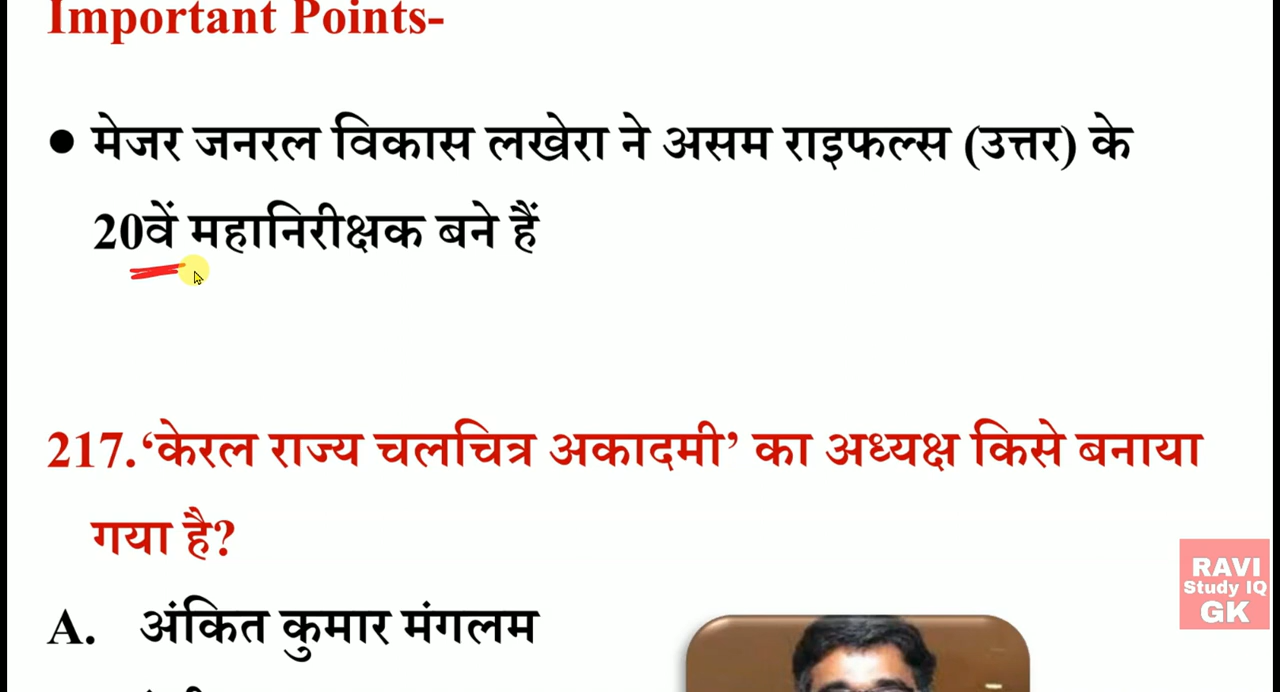 Important Points-
● मेजर जनरल विकास लखेरा ने असम राइफल्स (उत्तर) के
20वें महानिरीक्षक बने हैं
217.‘केरल राज्य चलचित्र अकादमी’ का अध्यक्ष किसे बनाया
गया है?
RAVI
Study IQ
GK
A. अंकित कुमार मंगलम